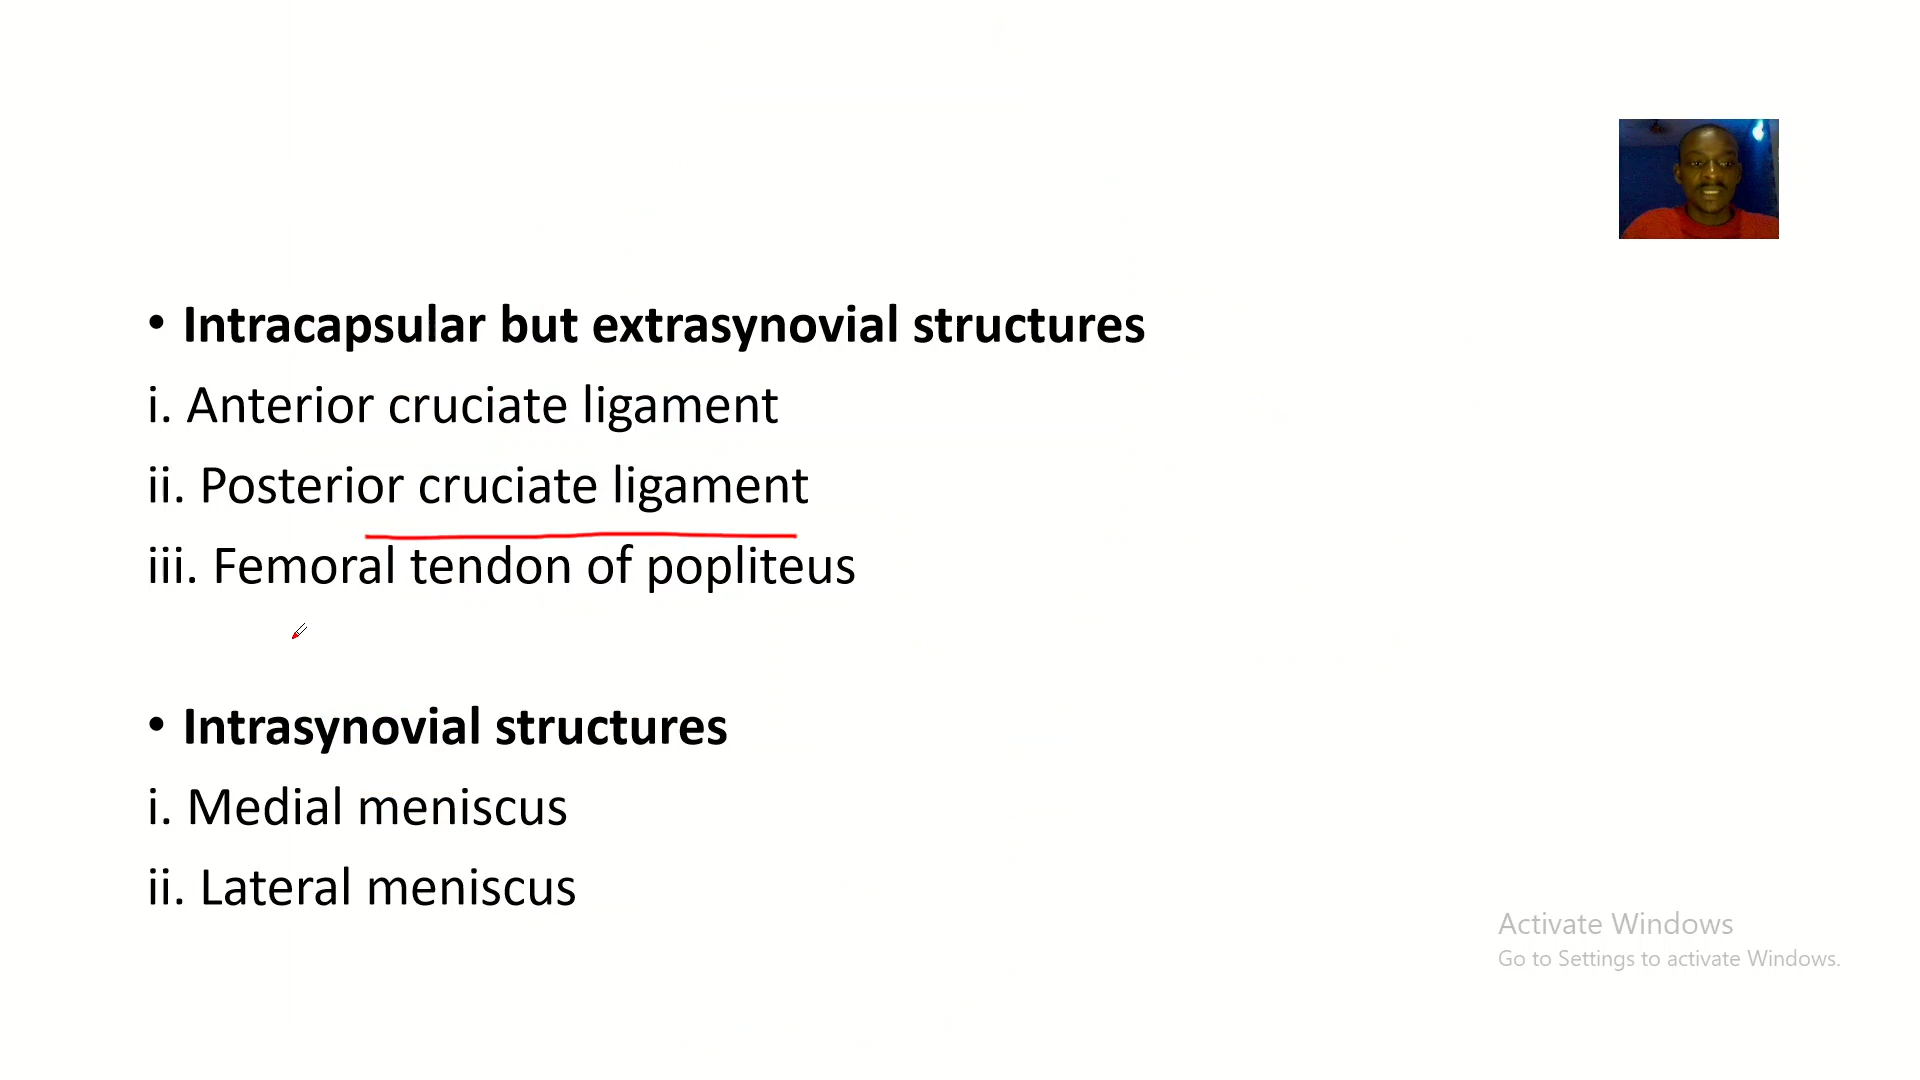 • Intracapsular but extrasynovial structures
i. Anterior cruciate ligament
ii. Posterior cruciate ligament
iii. Femoral tendon of popliteus
• Intrasynovial structures
i. Medial meniscus
ii. Lateral meniscus
Activate Windows
Go to Settings to activate Windows.